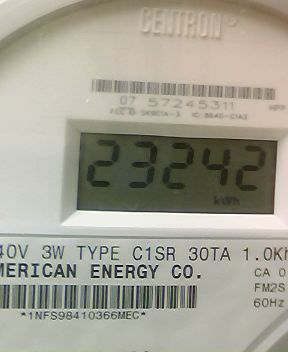 CENTRON®
07 57245311
23242
kWh
40V 3W TYPE C1SR 30TA 1.0Kh
MERICAN ENERGY CO.
CA 0
FM2S
60Hz
*1NFS98410366MEC*